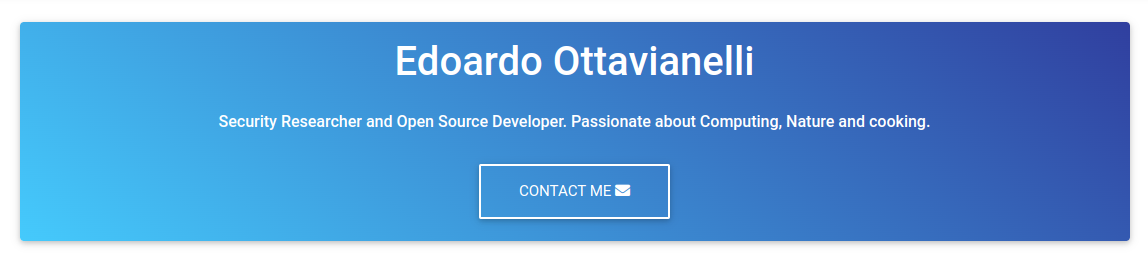 Edoardo Ottavianelli
Security Researcher and Open Source Developer. Passionate about Computing, Nature and cooking.
CONTACT ME